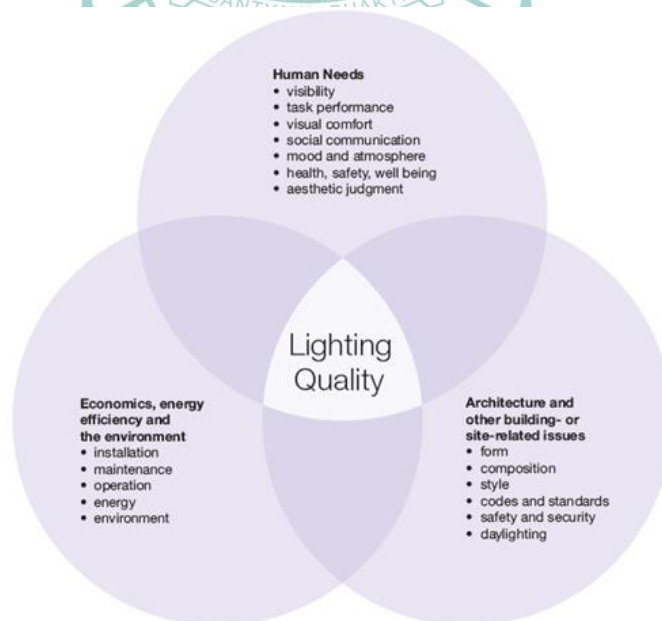 Human Needs
• visibility
• task performance
• visual comfort
• social communication
• mood and atmosphere
• health, safety, well being
• aesthetic judgment
Lighting
Quality
Economics, energy
efficiency and
the environment
• installation
• maintenance
• operation
• energy
• environment
Architecture and
other building- or
site-related issues
• form
• composition
• style
• codes and standards
• safety and security
• daylighting